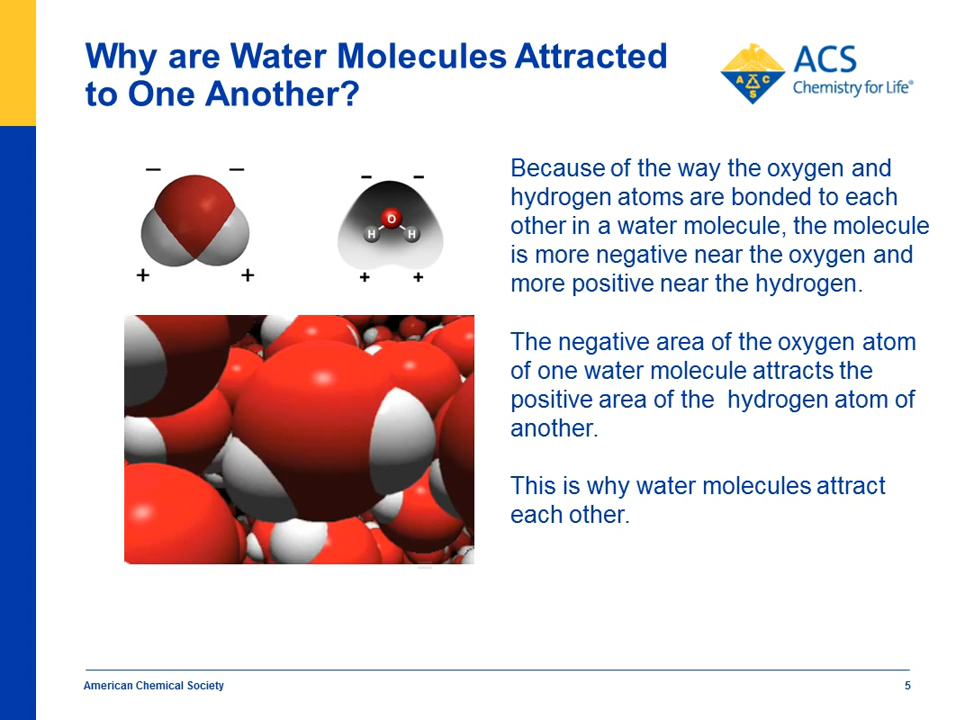 Why are Water Molecules Attracted
to One Another?
ACS
Chemistry for Life®
A C S
− −
+ +
- -
O
H H
+ +
Because of the way the oxygen and
hydrogen atoms are bonded to each
other in a water molecule, the molecule
is more negative near the oxygen and
more positive near the hydrogen.
The negative area of the oxygen atom
of one water molecule attracts the
positive area of the  hydrogen atom of
another.
This is why water molecules attract
each other.
American Chemical Society
5